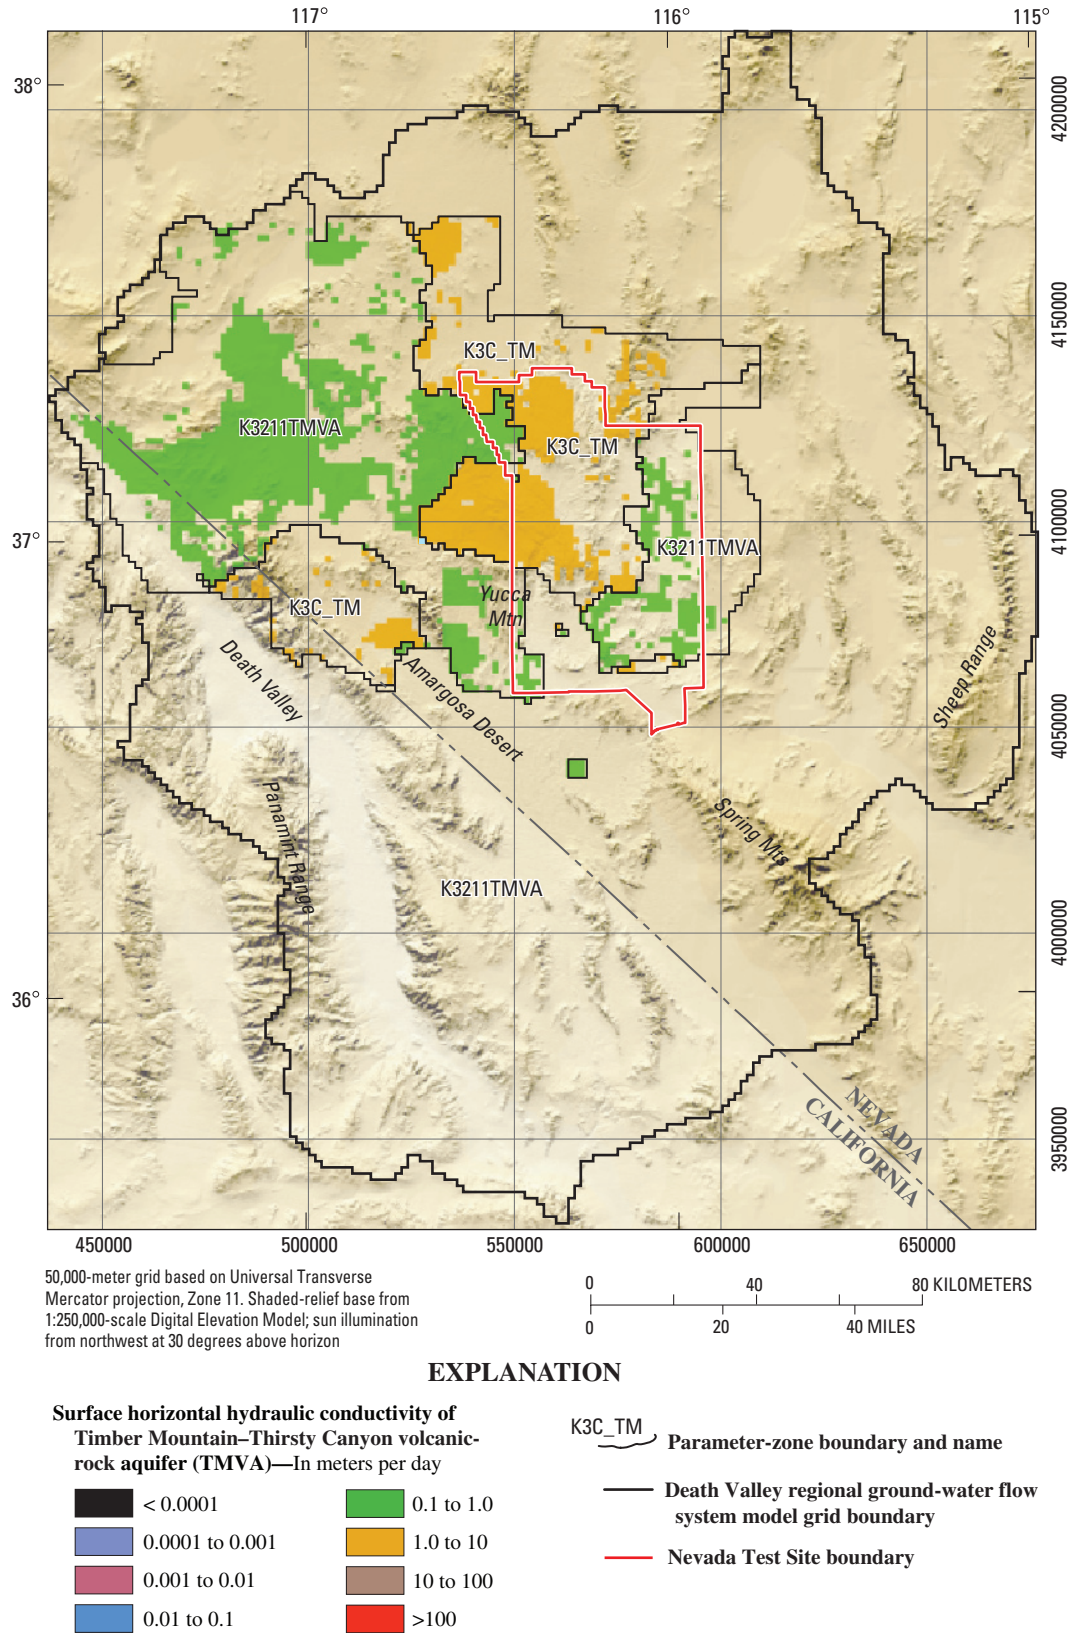 117°
116°
115°
38°
4200000
4150000
K3C_TM
K3211TMVA
K3C_TM
37°
4100000
K3211TMVA
K3C_TM
Yucca
Mtn
Death Valley
Amargosa Desert
Sheep Range
4050000
Panamint Range
Spring Mts
K3211TMVA
4000000
36°
NEVADA
CALIFORNIA
3950000
450000
500000
550000
600000
650000
50,000-meter grid based on Universal Transverse
Mercator projection, Zone 11. Shaded-relief base from
1:250,000-scale Digital Elevation Model; sun illumination
from northwest at 30 degrees above horizon
0 40 80 KILOMETERS
0 20 40 MILES
EXPLANATION
Surface horizontal hydraulic conductivity of
Timber Mountain–Thirsty Canyon volcanic-
rock aquifer (TMVA)—In meters per day
< 0.0001
0.0001 to 0.001
0.001 to 0.01
0.01 to 0.1
0.1 to 1.0
1.0 to 10
10 to 100
>100
K3C_TM
Parameter-zone boundary and name
Death Valley regional ground-water flow
system model grid boundary
Nevada Test Site boundary